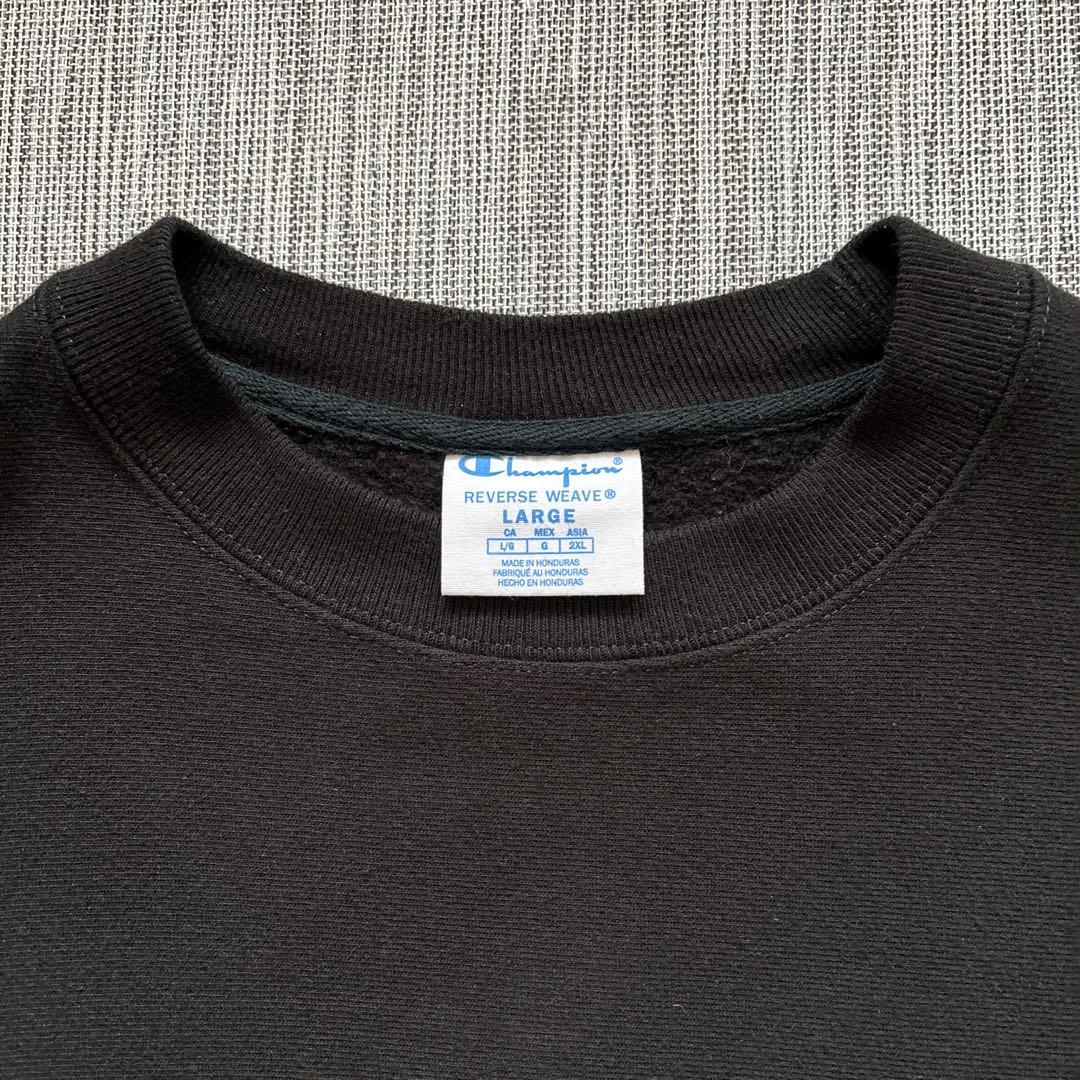 Champion®
REVERSE WEAVE®
LARGE
CA MEX ASIA
L/G G 2XL
MADE IN HONDURAS
FABRIQUÉ AU HONDURAS
HECHO EN HONDURAS